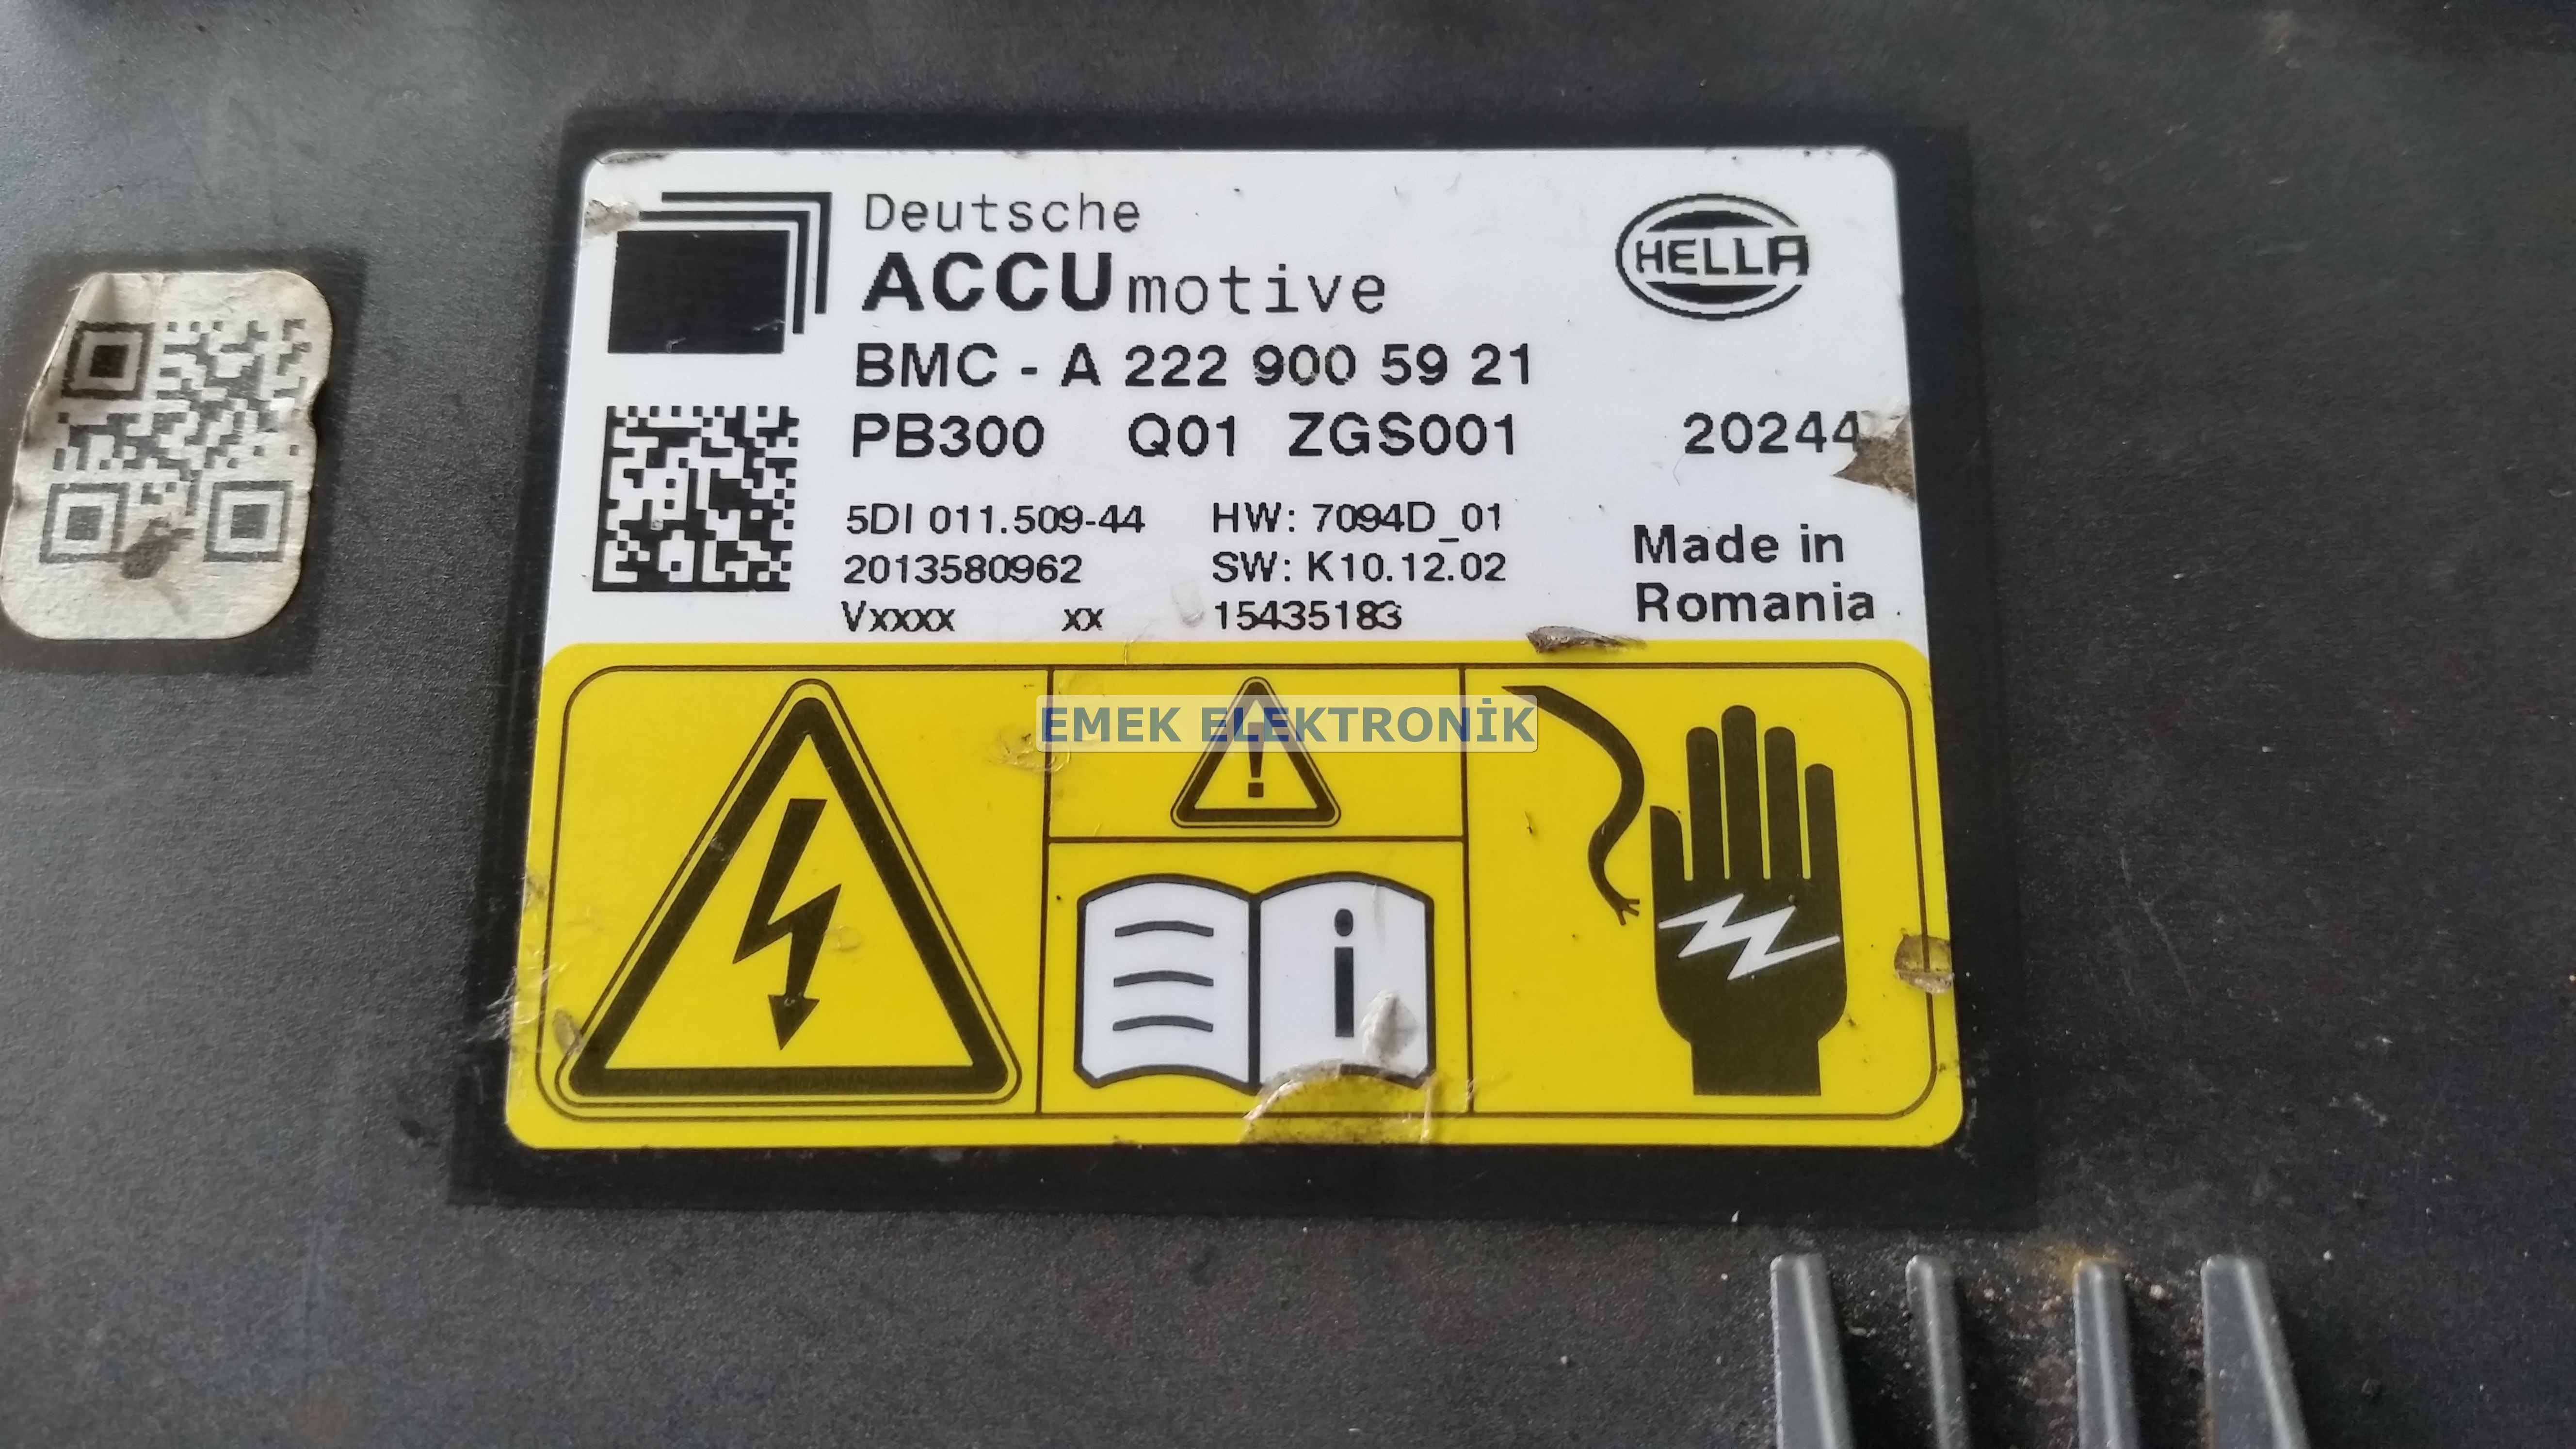 Deutsche
ACCUmotive
HELLA
BMC - A 222 900 59 21
PB300 Q01 ZGS001 20244
5DI 011.509-44 HW: 7094D_01
2013580962 SW: K10.12.02
Vxxxx xx 15435183
Made in
Romania
EMEK ELEKTRONİK
i